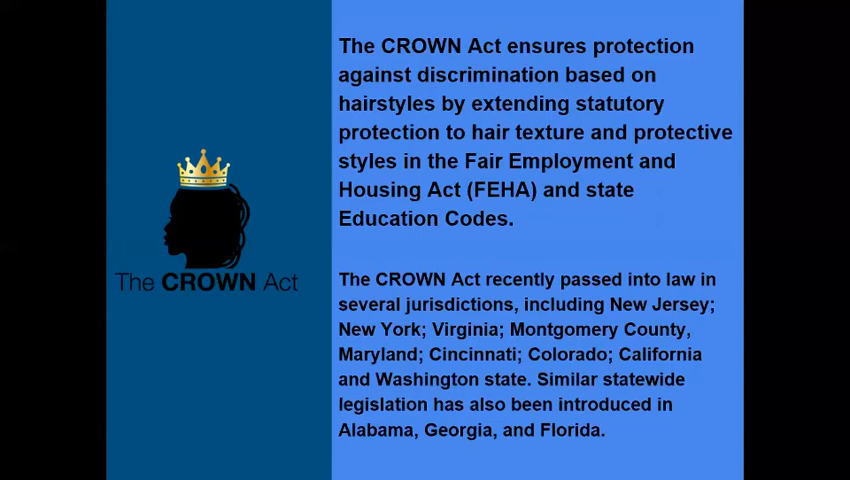 The CROWN Act
The CROWN Act ensures protection
against discrimination based on
hairstyles by extending statutory
protection to hair texture and protective
styles in the Fair Employment and
Housing Act (FEHA) and state
Education Codes.
The CROWN Act recently passed into law in
several jurisdictions, including New Jersey;
New York; Virginia; Montgomery County,
Maryland; Cincinnati; Colorado; California
and Washington state. Similar statewide
legislation has also been introduced in
Alabama, Georgia, and Florida.